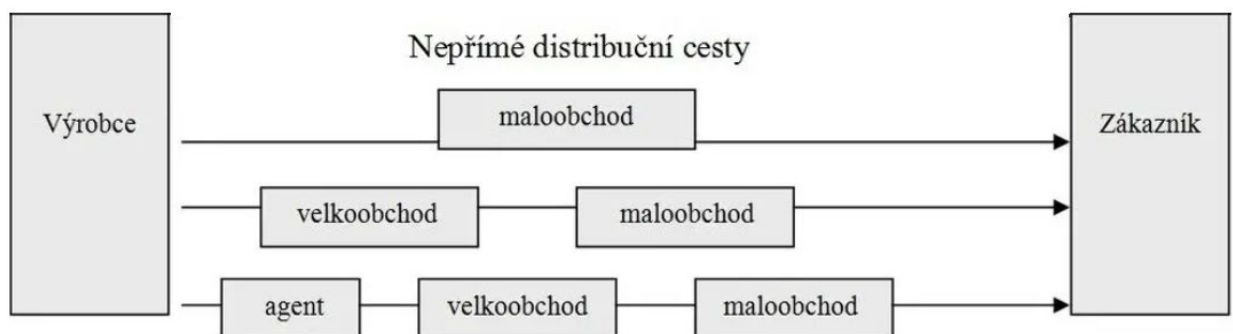 Nepřímé distribuční cesty
Výrobce
maloobchod
Zákazník
velkoobchod
maloobchod
agent
velkoobchod
maloobchod